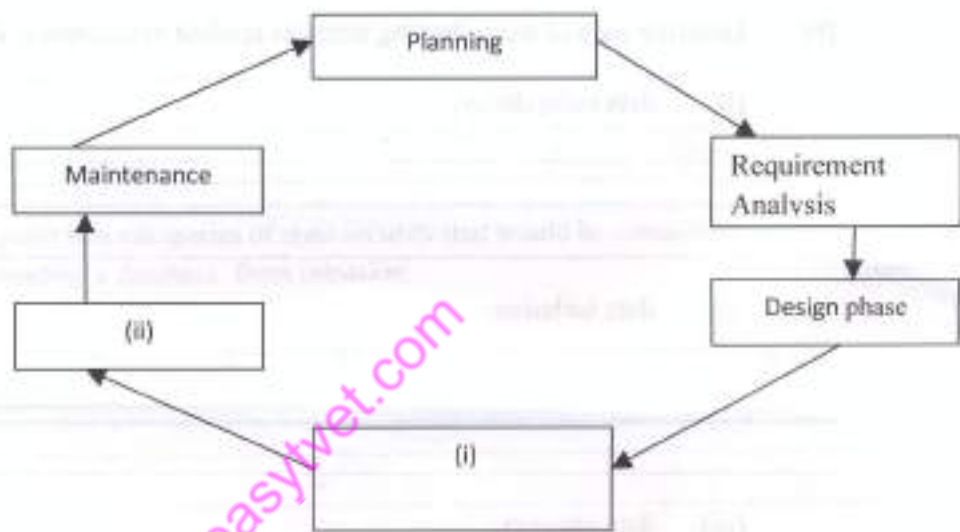 Planning
Maintenance
Requirement
Analysis
(ii)
Design phase
(i)
easytvet.com